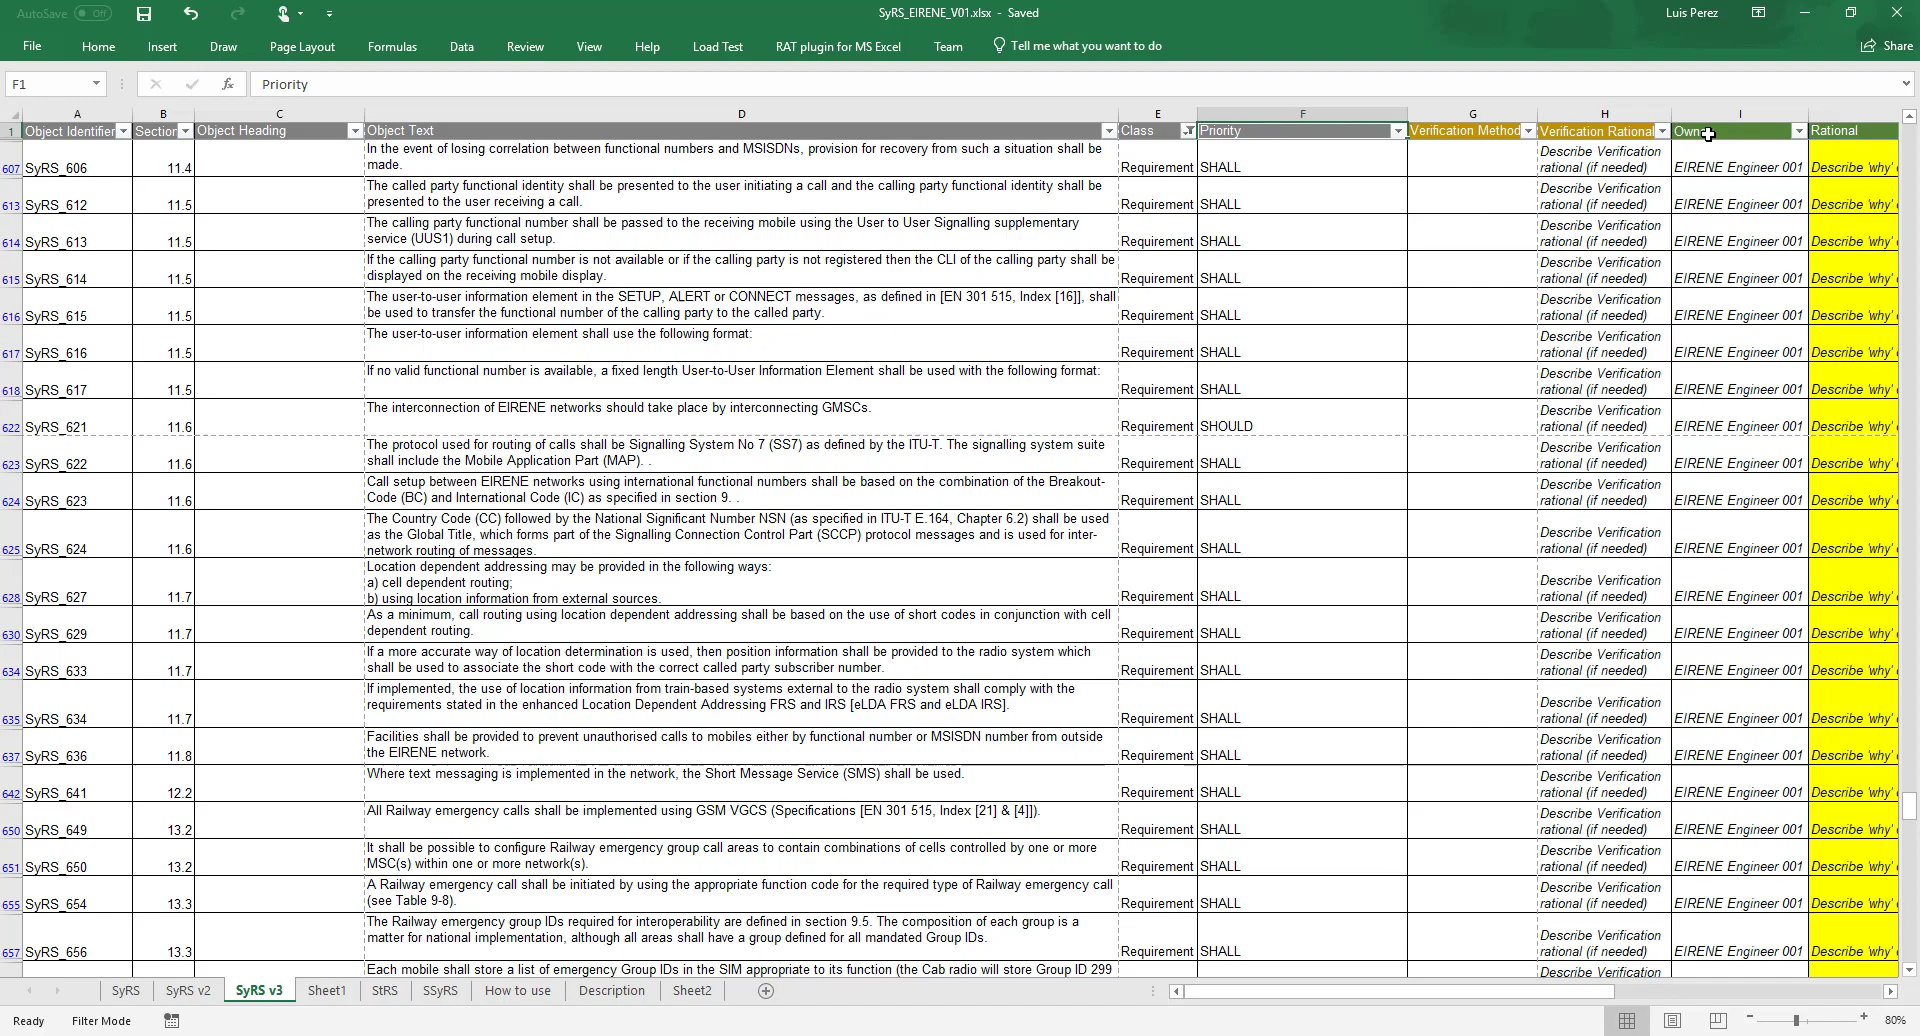 AutoSave Off
SyRS_EIRENE_V01.xlsx - Saved
Luis Perez
File Home Insert Draw Page Layout Formulas Data Review View Help Load Test RAT plugin for MS Excel Team Tell me what you want to do Share
F1 fx Priority
A B C D E F G H I
1 Object Identifier Section Object Heading Object Text Class Priority Verification Method Verification Rational Own Rational
In the event of losing correlation between functional numbers and MSISDNs, provision for recovery from such a situation shall be
made.
607 SyRS_606 11.4 Requirement SHALL
Describe Verification
rational (if needed)
EIRENE Engineer 001 Describe 'why'
The called party functional identity shall be presented to the user initiating a call and the calling party functional identity shall be
presented to the user receiving a call.
613 SyRS_612 11.5 Requirement SHALL
Describe Verification
rational (if needed)
EIRENE Engineer 001 Describe 'why'
The calling party functional number shall be passed to the receiving mobile using the User to User Signalling supplementary
service (UUS1) during call setup.
614 SyRS_613 11.5 Requirement SHALL
Describe Verification
rational (if needed)
EIRENE Engineer 001 Describe 'why'
If the calling party functional number is not available or if the calling party is not registered then the CLI of the calling party shall be
displayed on the receiving mobile display.
615 SyRS_614 11.5 Requirement SHALL
Describe Verification
rational (if needed)
EIRENE Engineer 001 Describe 'why'
The user-to-user information element in the SETUP, ALERT or CONNECT messages, as defined in [EN 301 515, Index [16]], shall
be used to transfer the functional number of the calling party to the called party.
616 SyRS_615 11.5 Requirement SHALL
Describe Verification
rational (if needed)
EIRENE Engineer 001 Describe 'why'
The user-to-user information element shall use the following format:
617 SyRS_616 11.5 Requirement SHALL
Describe Verification
rational (if needed)
EIRENE Engineer 001 Describe 'why'
If no valid functional number is available, a fixed length User-to-User Information Element shall be used with the following format:
618 SyRS_617 11.5 Requirement SHALL
Describe Verification
rational (if needed)
EIRENE Engineer 001 Describe 'why'
The interconnection of EIRENE networks should take place by interconnecting GMSCs.
622 SyRS_621 11.6 Requirement SHOULD
Describe Verification
rational (if needed)
EIRENE Engineer 001 Describe 'why'
The protocol used for routing of calls shall be Signalling System No 7 (SS7) as defined by the ITU-T. The signalling system suite
shall include the Mobile Application Part (MAP). .
623 SyRS_622 11.6 Requirement SHALL
Describe Verification
rational (if needed)
EIRENE Engineer 001 Describe 'why'
Call setup between EIRENE networks using international functional numbers shall be based on the combination of the Breakout-
Code (BC) and International Code (IC) as specified in section 9. .
624 SyRS_623 11.6 Requirement SHALL
Describe Verification
rational (if needed)
EIRENE Engineer 001 Describe 'why'
The Country Code (CC) followed by the National Significant Number NSN (as specified in ITU-T E.164, Chapter 6.2) shall be used
as the Global Title, which forms part of the Signalling Connection Control Part (SCCP) protocol messages and is used for inter-
network routing of messages.
625 SyRS_624 11.6 Requirement SHALL
Describe Verification
rational (if needed)
EIRENE Engineer 001 Describe 'why'
Location dependent addressing may be provided in the following ways:
a) cell dependent routing;
b) using location information from external sources.
628 SyRS_627 11.7 Requirement SHALL
Describe Verification
rational (if needed)
EIRENE Engineer 001 Describe 'why'
As a minimum, call routing using location dependent addressing shall be based on the use of short codes in conjunction with cell
dependent routing.
630 SyRS_629 11.7 Requirement SHALL
Describe Verification
rational (if needed)
EIRENE Engineer 001 Describe 'why'
If a more accurate way of location determination is used, then position information shall be provided to the radio system which
shall be used to associate the short code with the correct called party subscriber number.
634 SyRS_633 11.7 Requirement SHALL
Describe Verification
rational (if needed)
EIRENE Engineer 001 Describe 'why'
If implemented, the use of location information from train-based systems external to the radio system shall comply with the
requirements stated in the enhanced Location Dependent Addressing FRS and IRS [eLDA FRS and eLDA IRS].
635 SyRS_634 11.7 Requirement SHALL
Describe Verification
rational (if needed)
EIRENE Engineer 001 Describe 'why'
Facilities shall be provided to prevent unauthorised calls to mobiles either by functional number or MSISDN number from outside
the EIRENE network.
637 SyRS_636 11.8 Requirement SHALL
Describe Verification
rational (if needed)
EIRENE Engineer 001 Describe 'why'
Where text messaging is implemented in the network, the Short Message Service (SMS) shall be used.
642 SyRS_641 12.2 Requirement SHALL
Describe Verification
rational (if needed)
EIRENE Engineer 001 Describe 'why'
All Railway emergency calls shall be implemented using GSM VGCS (Specifications [EN 301 515, Index [21] & [4]]).
650 SyRS_649 13.2 Requirement SHALL
Describe Verification
rational (if needed)
EIRENE Engineer 001 Describe 'why'
It shall be possible to configure Railway emergency group call areas to contain combinations of cells controlled by one or more
MSC(s) within one or more network(s).
651 SyRS_650 13.2 Requirement SHALL
Describe Verification
rational (if needed)
EIRENE Engineer 001 Describe 'why'
A Railway emergency call shall be initiated by using the appropriate function code for the required type of Railway emergency call
(see Table 9-8).
655 SyRS_654 13.3 Requirement SHALL
Describe Verification
rational (if needed)
EIRENE Engineer 001 Describe 'why'
The Railway emergency group IDs required for interoperability are defined in section 9.5. The composition of each group is a
matter for national implementation, although all areas shall have a group defined for all mandated Group IDs.
657 SyRS_656 13.3 Requirement SHALL
Describe Verification
rational (if needed)
EIRENE Engineer 001 Describe 'why'
Each mobile shall store a list of emergency Group IDs in the SIM appropriate to its function (the Cab radio will store Group ID 299
Describe Verification
SyRS SyRS v2 SyRS v3 Sheet1 StRS SSyRS How to use Description Sheet2
Ready Filter Mode 80%